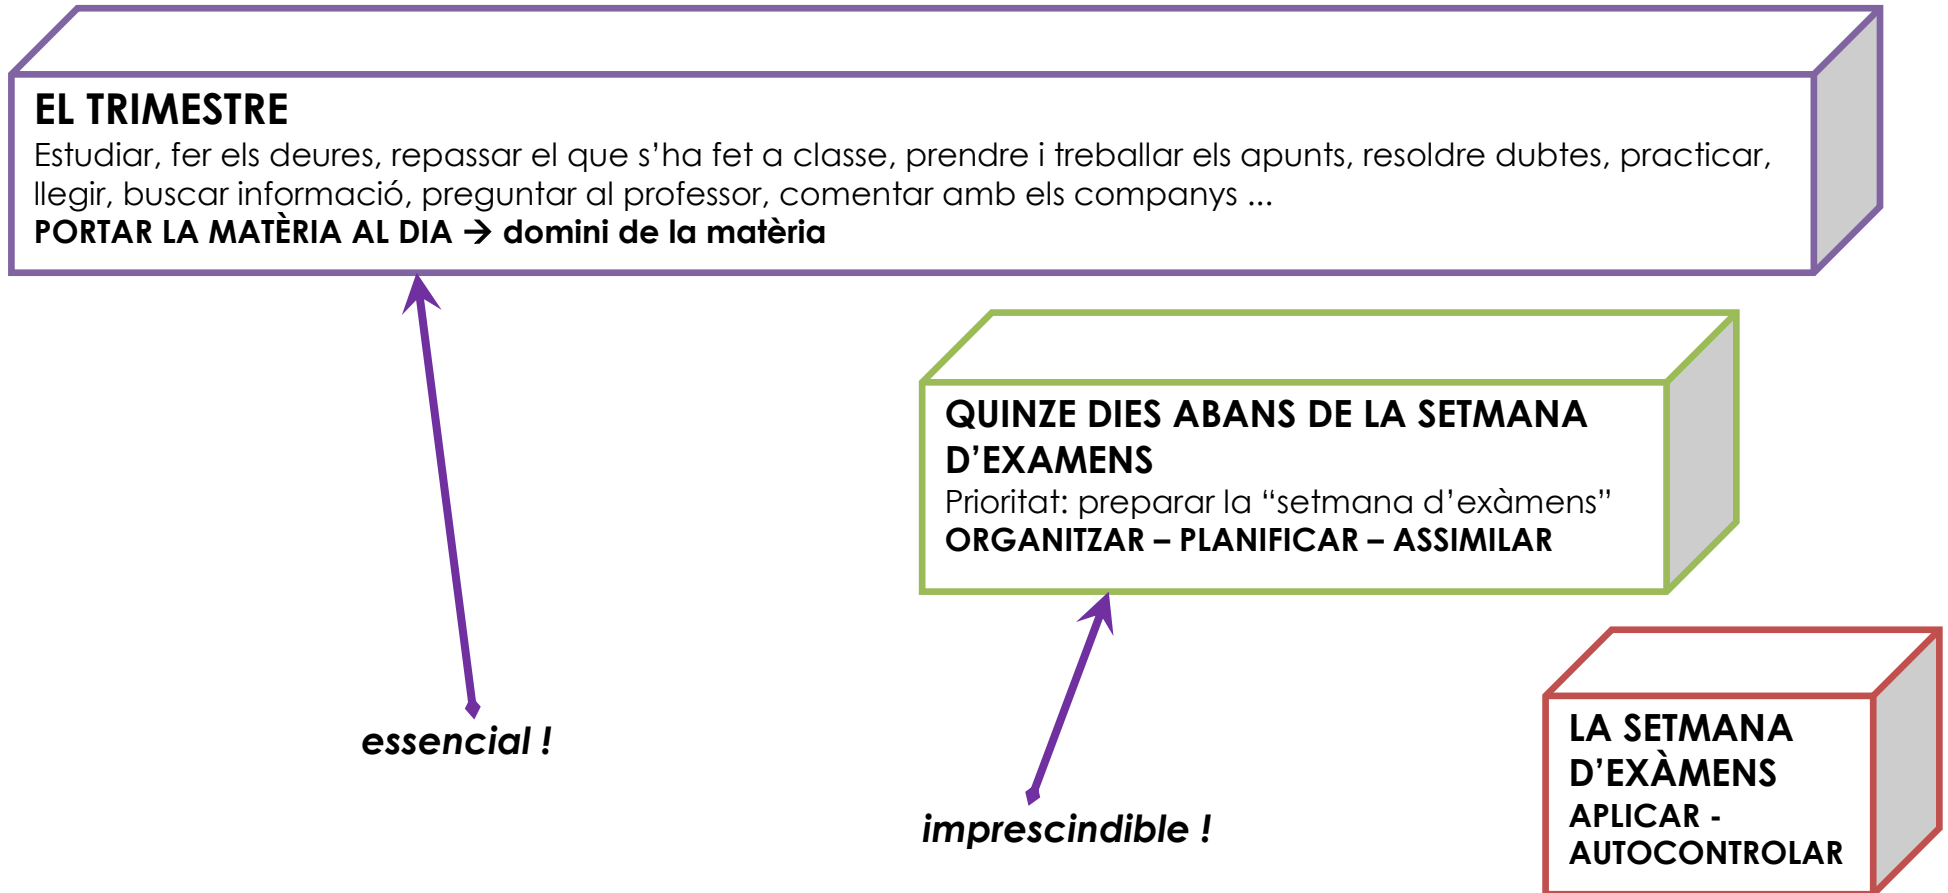 EL TRIMESTRE
Estudiar, fer els deures, repassar el que s’ha fet a classe, prendre i treballar els apunts, resoldre dubtes, practicar,
llegir, buscar informació, preguntar al professor, comentar amb els companys ...
PORTAR LA MATÈRIA AL DIA → domini de la matèria
QUINZE DIES ABANS DE LA SETMANA
D’EXAMENS
Prioritat: preparar la “setmana d’exàmens”
ORGANITZAR – PLANIFICAR – ASSIMILAR
essencial !
imprescindible !
LA SETMANA
D’EXÀMENS
APLICAR -
AUTOCONTROLAR